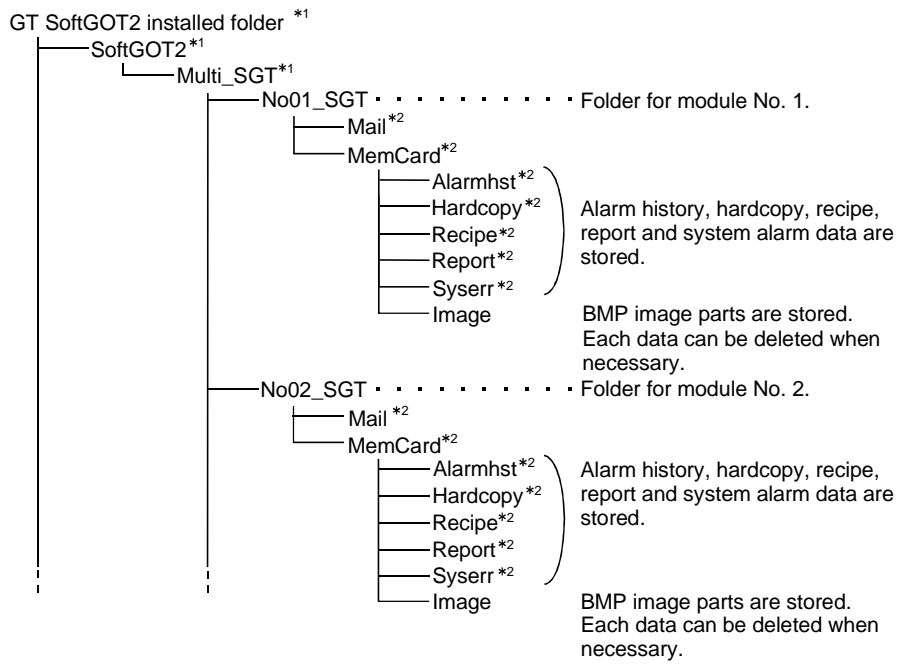 GT SoftGOT2 installed folder *1
SoftGOT2*1
Multi_SGT*1
No01_SGT · · · · · · · · · · Folder for module No. 1.
Mail*2
MemCard*2
Alarmhst*2
Hardcopy*2
Recipe*2
Report*2
Syserr*2
Alarm history, hardcopy, recipe,
report and system alarm data are
stored.
Image
BMP image parts are stored.
Each data can be deleted when
necessary.
No02_SGT · · · · · · · · · · Folder for module No. 2.
Mail *2
MemCard*2
Alarmhst*2
Hardcopy*2
Recipe*2
Report*2
Syserr *2
Alarm history, hardcopy, recipe,
report and system alarm data are
stored.
Image
BMP image parts are stored.
Each data can be deleted when
necessary.